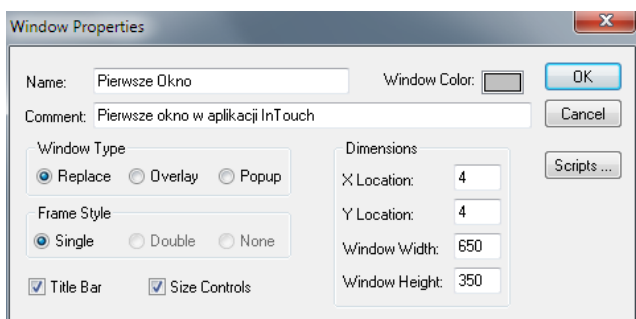 Window Properties
Name: Pierwsze Okno Window Color: OK
Comment: Pierwsze okno w aplikacji InTouch Cancel
Window Type Dimensions Scripts ...
Replace Overlay Popup X Location: 4
Frame Style Y Location: 4
Single Double None Window Width: 650
Title Bar Size Controls Window Height: 350